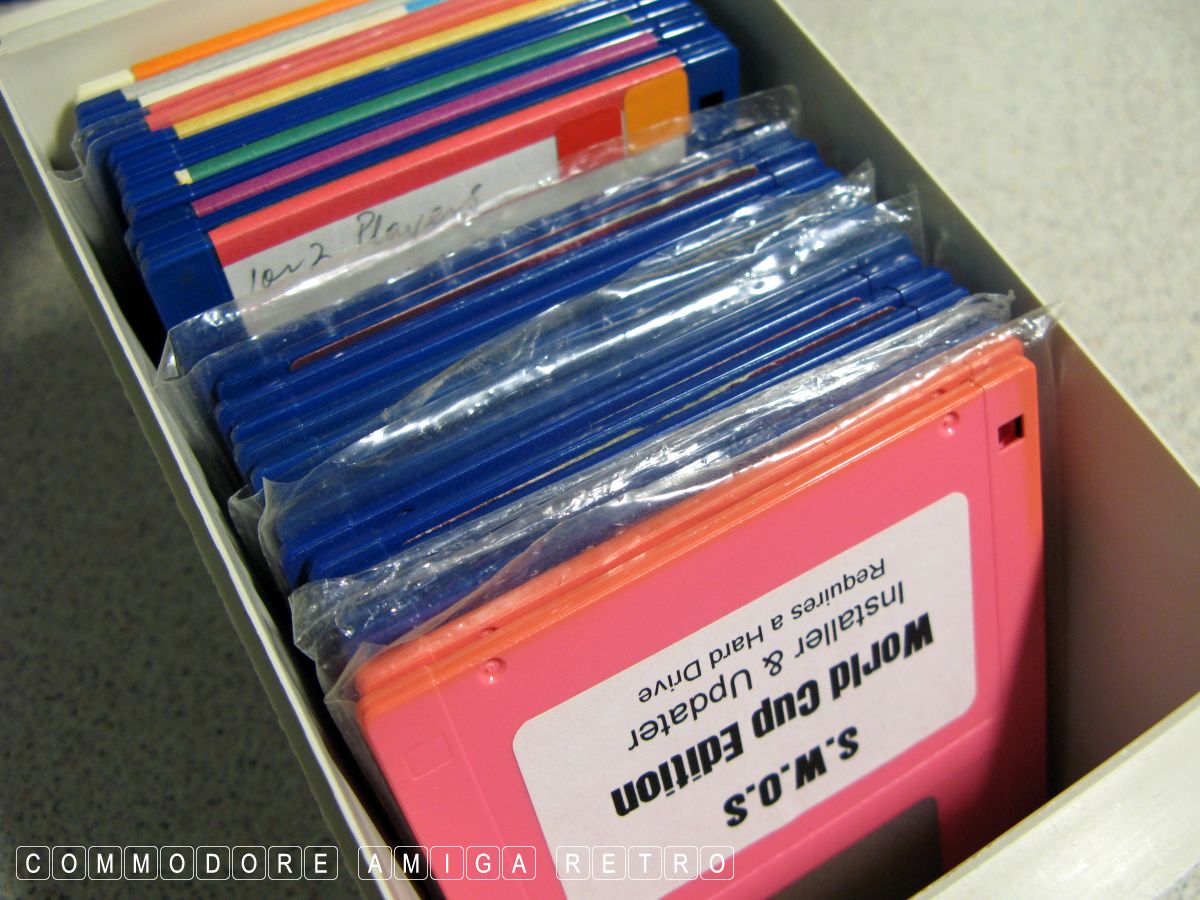 1 or 2 Players
S.W.O.S
World Cup Edition
Installer & Updater
Requires a Hard Drive
COMMODORE AMIGA RETRO